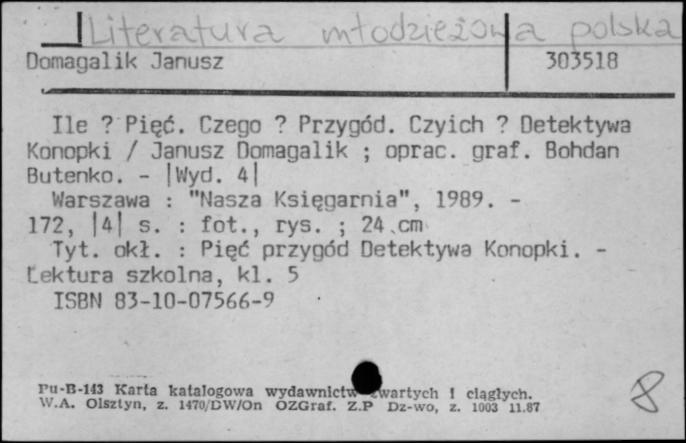 Literatura młodzieżowa polska
Domagalik Janusz 303518
Ile ? Pięć. Czego ? Przygód. Czyich ? Detektywa
Konopki / Janusz Domagalik ; oprac. graf. Bohdan
Butenko. - |Wyd. 4|
Warszawa : "Nasza Księgarnia", 1989. -
172, |4| s. : fot., rys. ; 24 cm
Tyt. okł. : Pięć przygód Detektywa Konopki. -
Lektura szkolna, kl. 5
ISBN 83-10-07566-9
Pu-B-143 Karta katalogowa wydawnictw zwartych i ciągłych.
W.A. Olsztyn, z. 1470/DW/On OZGraf. Z.P Dz-wo, z. 1003 11.87
8